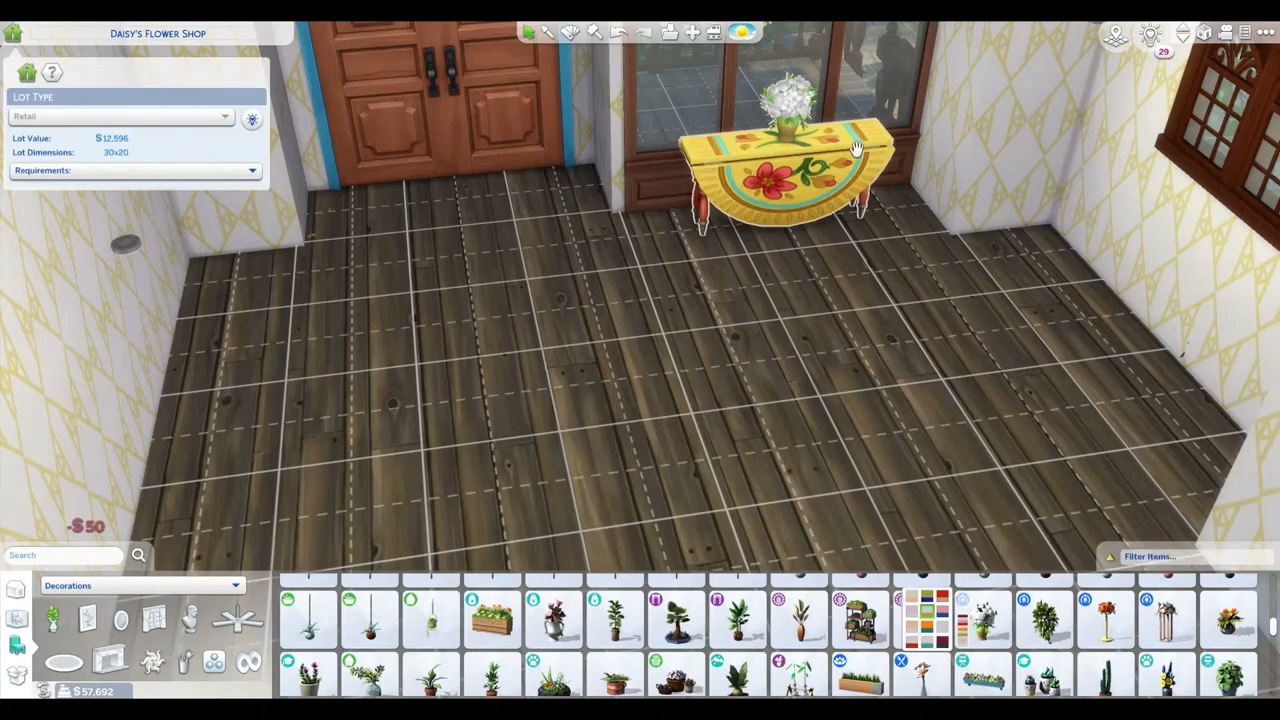 DAISY'S FLOWER SHOP
29
LOT TYPE
Retail
Lot Value: §12,596
Lot Dimensions: 30x20
Requirements:
-§50
Search
Filter Items...
Decorations
§57,692